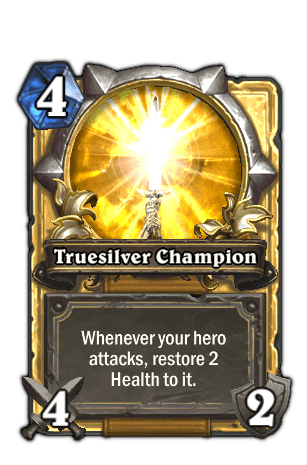 4
Truesilver Champion
Whenever your hero
attacks, restore 2
Health to it.
4
2